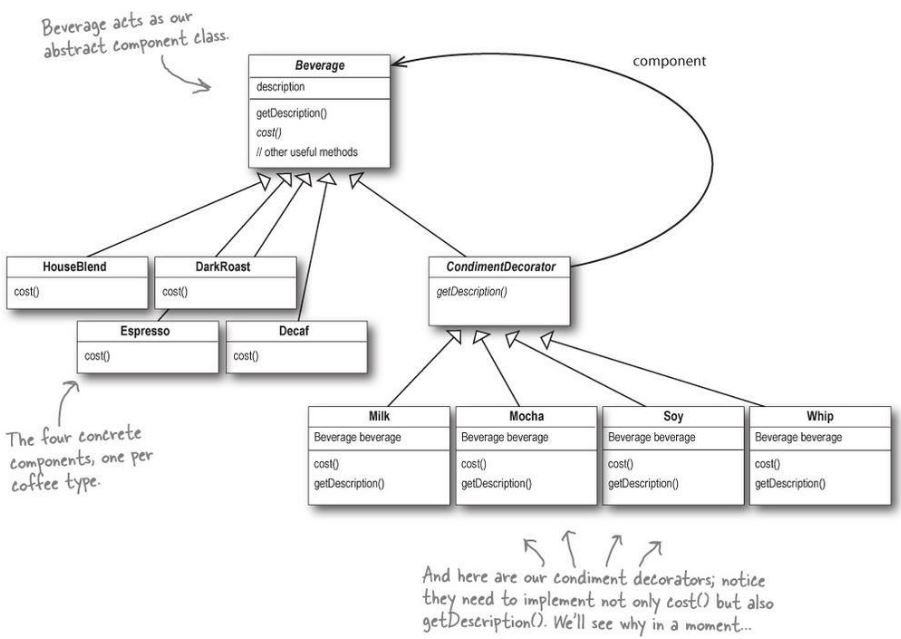 Beverage acts as our
abstract component class.
Beverage
description
getDescription()
cost()
// other useful methods
component
HouseBlend
cost()
DarkRoast
cost()
CondimentDecorator
getDescription()
Espresso
cost()
Decaf
cost()
The four concrete
components, one per
coffee type.
Milk
Beverage beverage
cost()
getDescription()
Mocha
Beverage beverage
cost()
getDescription()
Soy
Beverage beverage
cost()
getDescription()
Whip
Beverage beverage
cost()
getDescription()
And here are our condiment decorators; notice
they need to implement not only cost() but also
getDescription(). We'll see why in a moment...